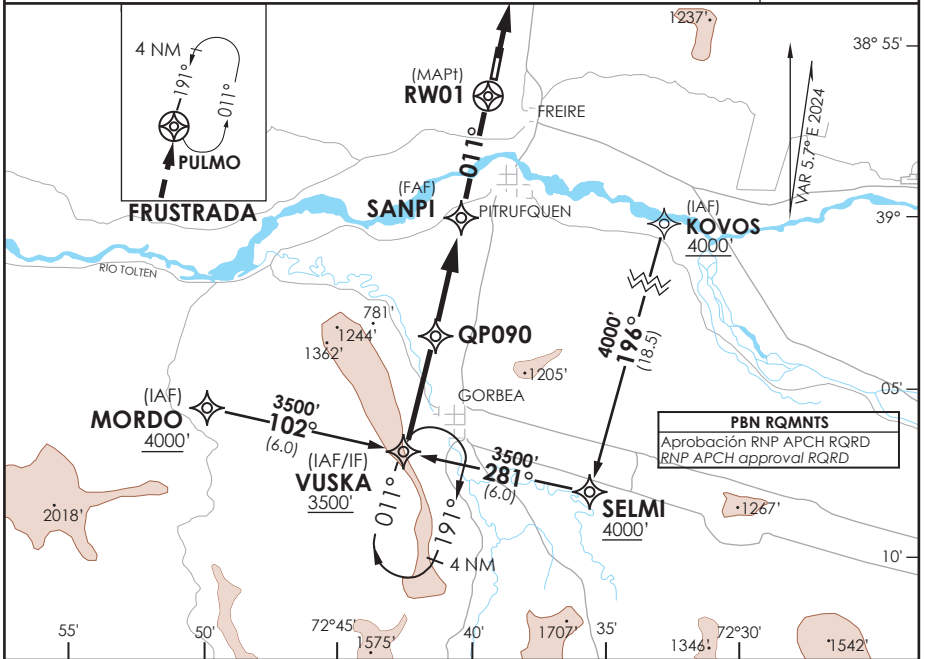 1237'
38° 55'
4 NM
191°
011°
PULMO
FRUSTRADA
(MAPt)
RW01
FREIRE
011°
VAR 5.7° E 2024
(FAF)
SANPI
PITRUFQUEN
(IAF)
KOVOS
4000'
39°
RIO TOLTEN
781'
1244'
1362'
QP090
4000'
196°
(18.5)
1205'
05'
(IAF)
MORDO
4000'
3500'
102°
(6.0)
GORBEA
PBN RQMNTS
Aprobación RNP APCH RQRD
RNP APCH approval RQRD
(IAF/IF)
VUSKA
3500'
011°
191°
4 NM
3500'
281°
(6.0)
SELMI
4000'
2018'
1267'
10'
55'
50'
72°45'
1575'
40'
1707'
35'
1346'
72°30'
1542'